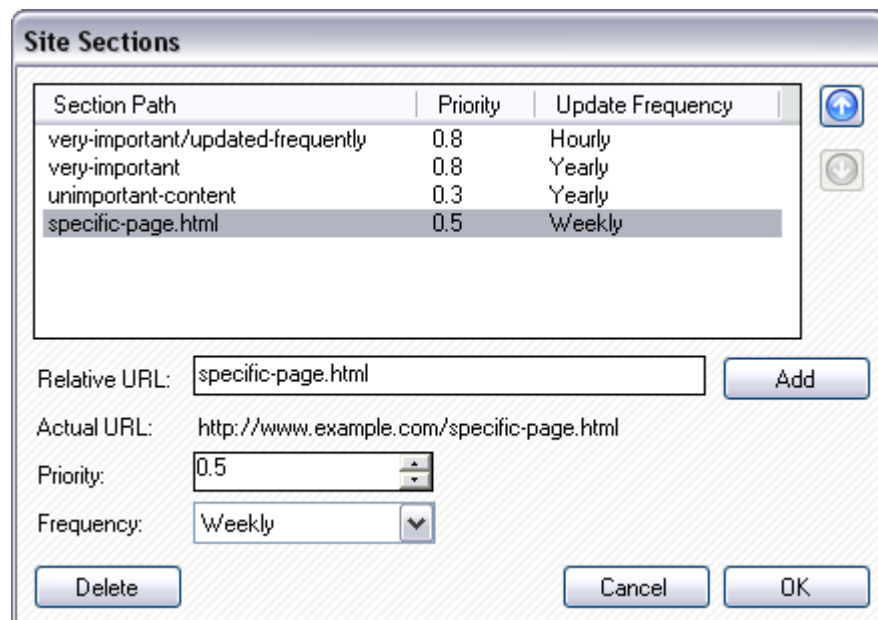 Site Sections
Section Path Priority Update Frequency
very-important/updated-frequently 0.8 Hourly
very-important 0.8 Yearly
unimportant-content 0.3 Yearly
specific-page.html 0.5 Weekly
Relative URL: specific-page.html Add
Actual URL: http://www.example.com/specific-page.html
Priority: 0.5
Frequency: Weekly
Delete Cancel OK